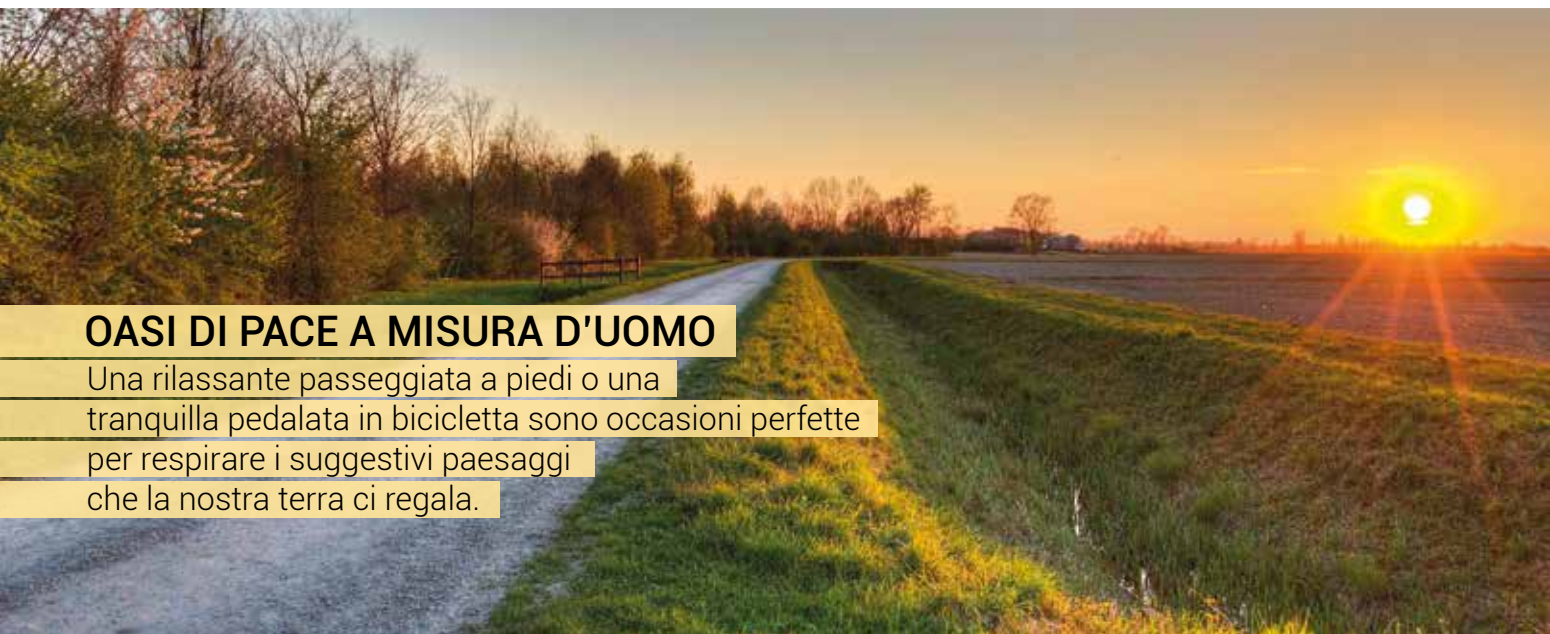 OASI DI PACE A MISURA D'UOMO
Una rilassante passeggiata a piedi o una
tranquilla pedalata in bicicletta sono occasioni perfette
per respirare i suggestivi paesaggi
che la nostra terra ci regala.